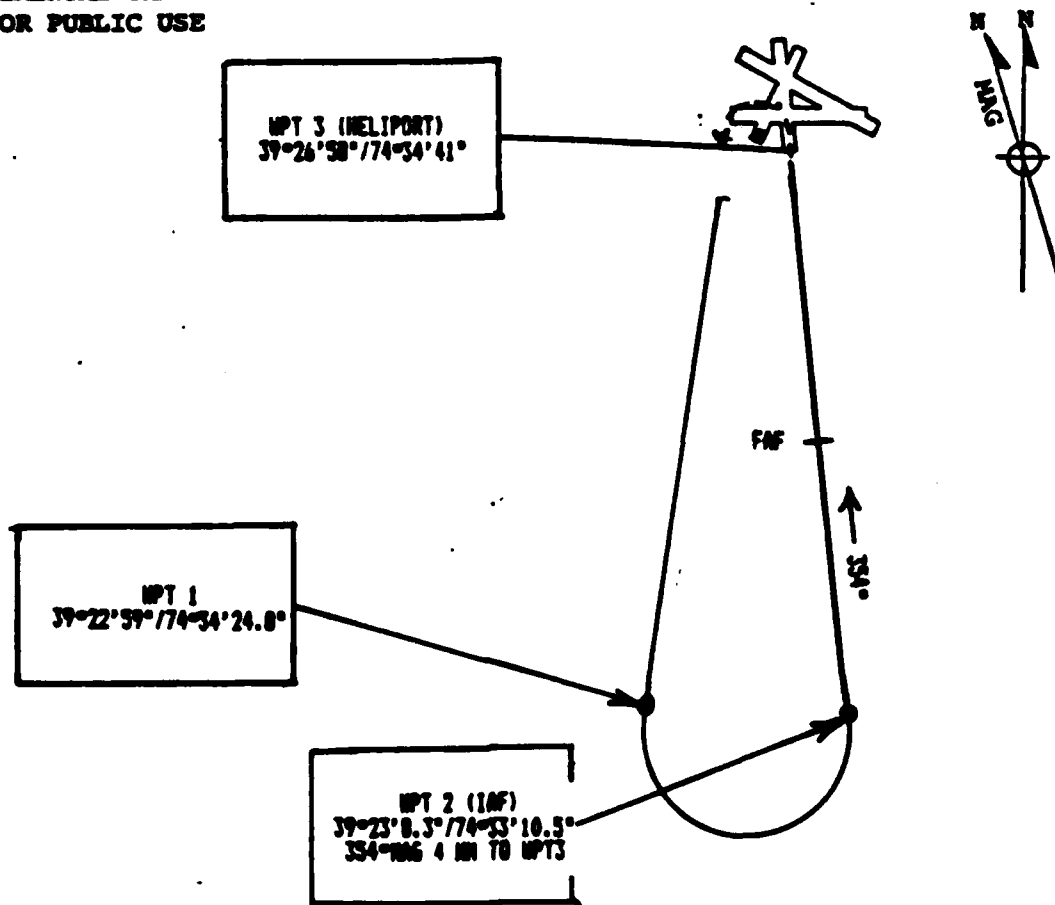 OR PUBLIC USE
N N
MAG
WPT 3 (HELIPORT)
39°26'58"/74°34'41"
FAF
354°
WPT 1
39°22'59"/74°34'24.8"
WPT 2 (IAF)
39°23'8.3"/74°33'10.5"
354°MAG 4 NM TO WPT3